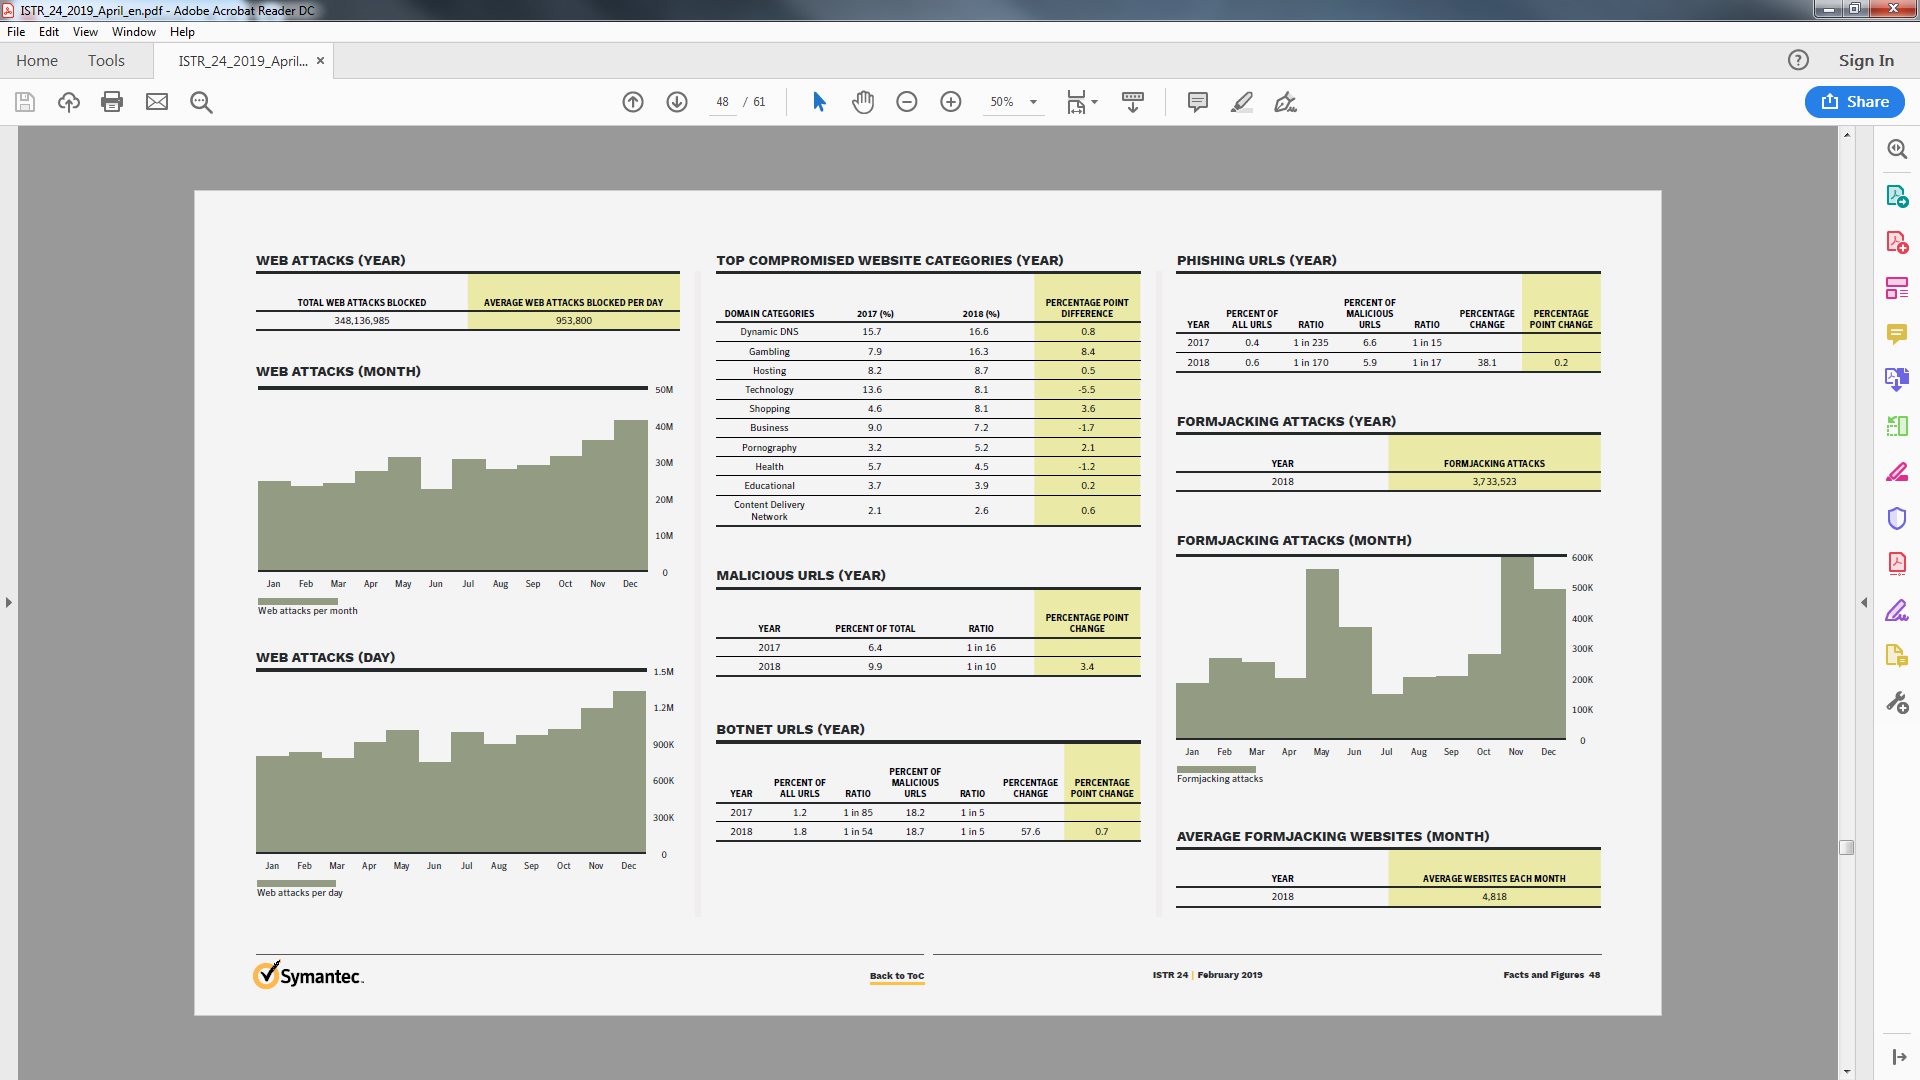 ISTR_24_2019_April_en.pdf - Adobe Acrobat Reader DC
File Edit View Window Help
Home Tools ISTR_24_2019_April... × Sign In
48 / 61 50% Share
WEB ATTACKS (YEAR)
TOTAL WEB ATTACKS BLOCKED AVERAGE WEB ATTACKS BLOCKED PER DAY
348,136,985 953,800
WEB ATTACKS (MONTH)
50M
40M
30M
20M
10M
0
Jan Feb Mar Apr May Jun Jul Aug Sep Oct Nov Dec
Web attacks per month
WEB ATTACKS (DAY)
1.5M
1.2M
900K
600K
300K
0
Jan Feb Mar Apr May Jun Jul Aug Sep Oct Nov Dec
Web attacks per day
TOP COMPROMISED WEBSITE CATEGORIES (YEAR)
PERCENTAGE POINT
DOMAIN CATEGORIES 2017 (%) 2018 (%) DIFFERENCE
Dynamic DNS 15.7 16.6 0.8
Gambling 7.9 16.3 8.4
Hosting 8.2 8.7 0.5
Technology 13.6 8.1 -5.5
Shopping 4.6 8.1 3.6
Business 9.0 7.2 -1.7
Pornography 3.2 5.2 2.1
Health 5.7 4.5 -1.2
Educational 3.7 3.9 0.2
Content Delivery
Network 2.1 2.6 0.6
MALICIOUS URLS (YEAR)
PERCENTAGE POINT
YEAR PERCENT OF TOTAL RATIO CHANGE
2017 6.4 1 in 16
2018 9.9 1 in 10 3.4
BOTNET URLS (YEAR)
PERCENT OF
PERCENT OF MALICIOUS PERCENTAGE PERCENTAGE
YEAR ALL URLS RATIO URLS RATIO CHANGE POINT CHANGE
2017 1.2 1 in 85 18.2 1 in 5
2018 1.8 1 in 54 18.7 1 in 5 57.6 0.7
PHISHING URLS (YEAR)
PERCENT OF
PERCENT OF MALICIOUS PERCENTAGE PERCENTAGE
YEAR ALL URLS RATIO URLS RATIO CHANGE POINT CHANGE
2017 0.4 1 in 235 6.6 1 in 15
2018 0.6 1 in 170 5.9 1 in 17 38.1 0.2
FORMJACKING ATTACKS (YEAR)
YEAR FORMJACKING ATTACKS
2018 3,733,523
FORMJACKING ATTACKS (MONTH)
600K
500K
400K
300K
200K
100K
0
Jan Feb Mar Apr May Jun Jul Aug Sep Oct Nov Dec
Formjacking attacks
AVERAGE FORMJACKING WEBSITES (MONTH)
YEAR AVERAGE WEBSITES EACH MONTH
2018 4,818
Symantec. Back to ToC ISTR 24 | February 2019 Facts and Figures 48